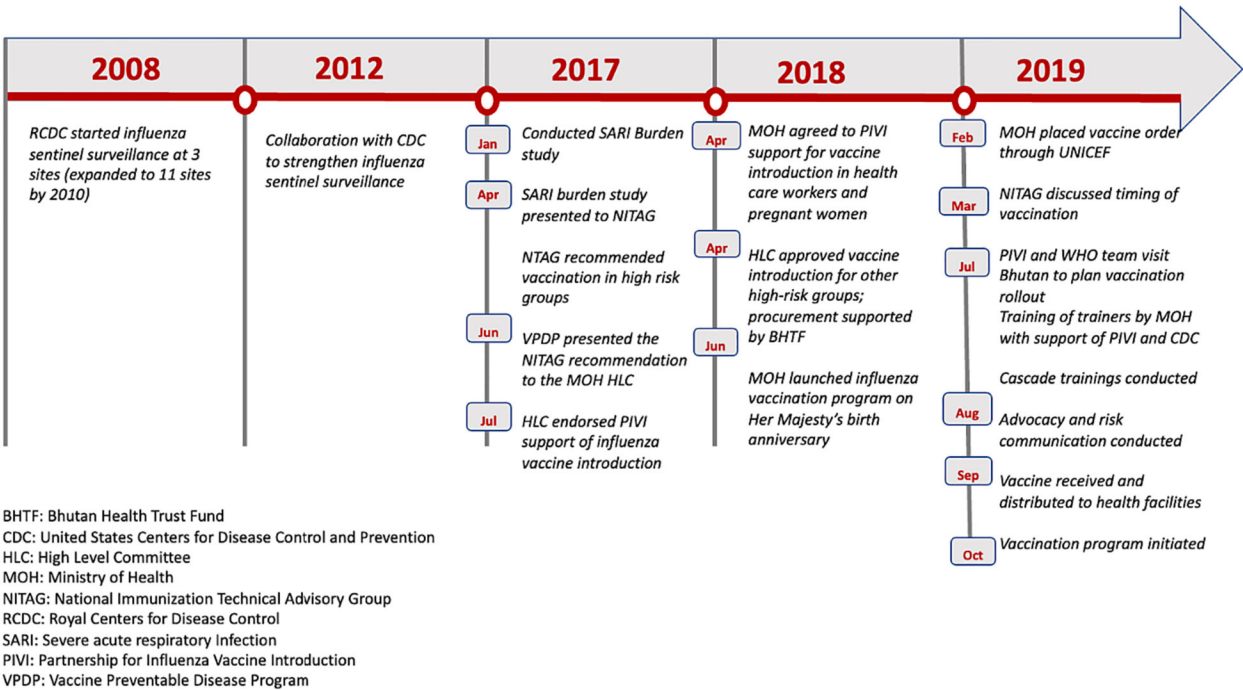 2008
2012
2017
2018
2019
RCDC started influenza
sentinel surveillance at 3
sites (expanded to 11 sites
by 2010)
Collaboration with CDC
to strengthen influenza
sentinel surveillance
Jan
Conducted SARI Burden
study
Apr
SARI burden study
presented to NITAG
NTAG recommended
vaccination in high risk
groups
Jun
VPDP presented the
NITAG recommendation
to the MOH HLC
Jul
HLC endorsed PIVI
support of influenza
vaccine introduction
Apr
MOH agreed to PIVI
support for vaccine
introduction in health
care workers and
pregnant women
Apr
HLC approved vaccine
introduction for other
high-risk groups;
procurement supported
by BHTF
Jun
MOH launched influenza
vaccination program on
Her Majesty's birth
anniversary
Feb
MOH placed vaccine order
through UNICEF
Mar
NITAG discussed timing of
vaccination
Jul
PIVI and WHO team visit
Bhutan to plan vaccination
rollout
Training of trainers by MOH
with support of PIVI and CDC
Cascade trainings conducted
Aug
Advocacy and risk
communication conducted
Sep
Vaccine received and
distributed to health facilities
Oct
Vaccination program initiated
BHTF: Bhutan Health Trust Fund
CDC: United States Centers for Disease Control and Prevention
HLC: High Level Committee
MOH: Ministry of Health
NITAG: National Immunization Technical Advisory Group
RCDC: Royal Centers for Disease Control
SARI: Severe acute respiratory Infection
PIVI: Partnership for Influenza Vaccine Introduction
VPDP: Vaccine Preventable Disease Program